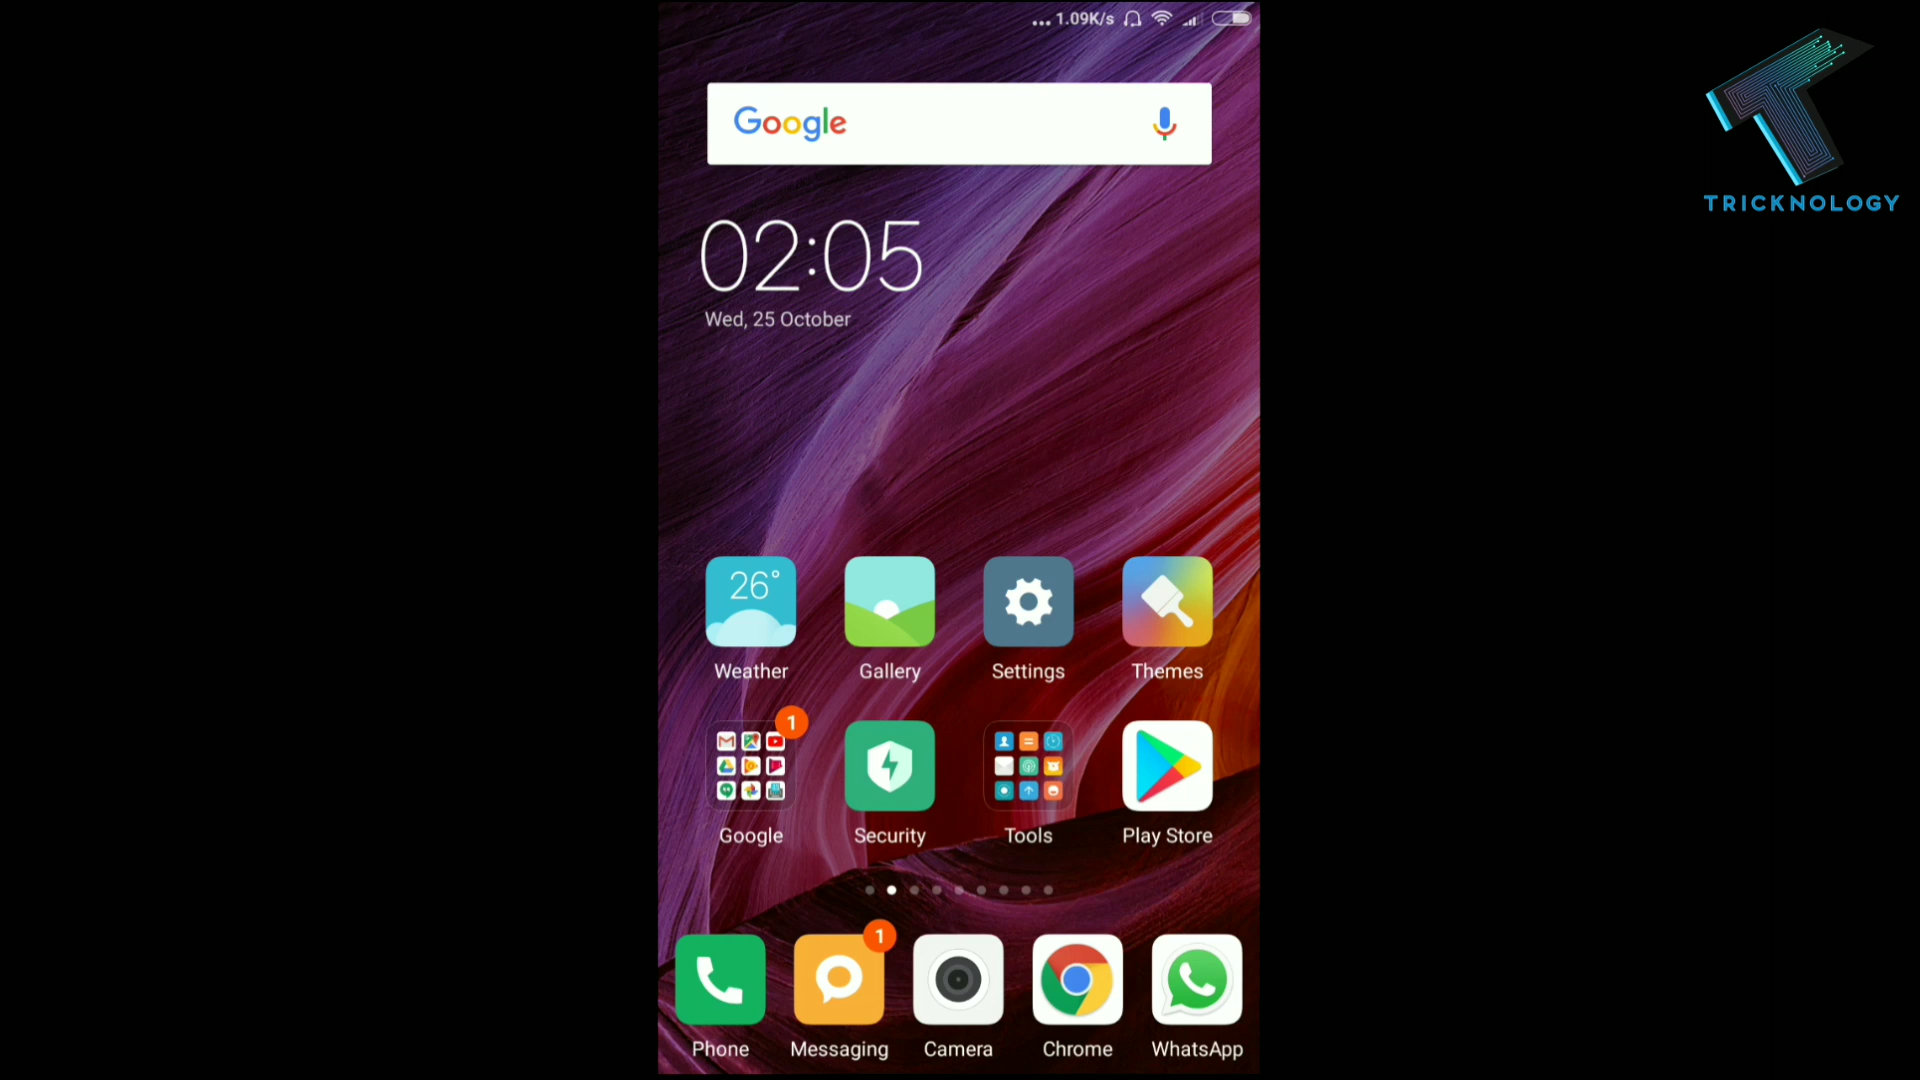 ... 1.09K/s
TRICKNOLOGY
Google
02:05
Wed, 25 October
26°
Weather Gallery Settings Themes
1
Google Security Tools Play Store
1
Phone Messaging Camera Chrome WhatsApp